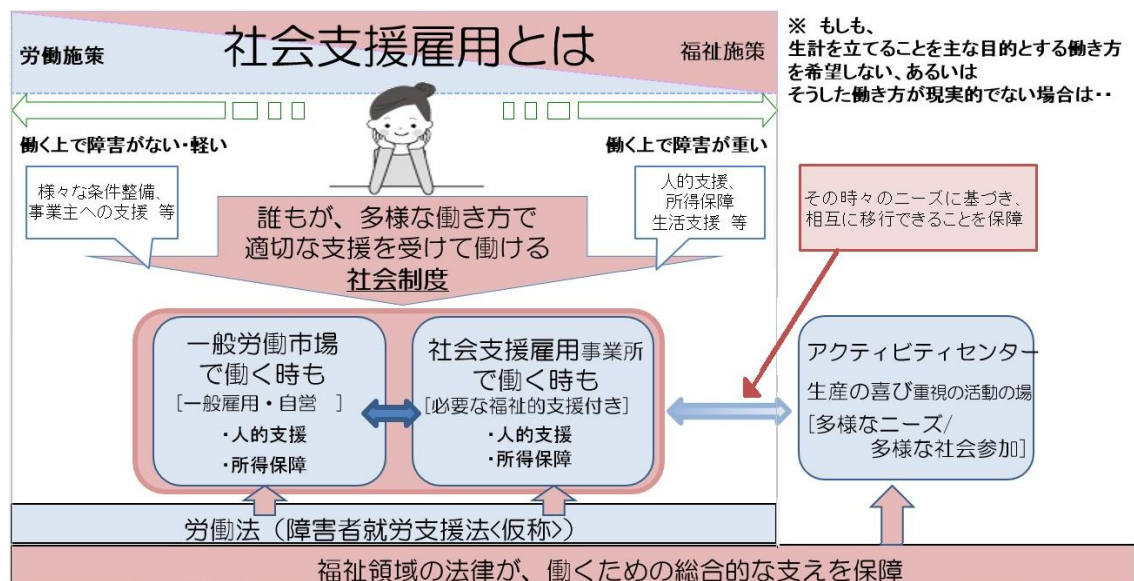 労働施策
社会支援雇用とは
福祉施策
※ もしも、
生計を立てることを主な目的とする働き方
を希望しない、あるいは
そうした働き方が現実的でない場合は・・
働く上で障害がない・軽い
働く上で障害が重い
様々な条件整備、
事業主への支援 等
人的支援、
所得保障
生活支援 等
誰もが、多様な働き方で
適切な支援を受けて働ける
社会制度
その時々のニーズに基づき、
相互に移行できることを保障
一般労働市場
で働く時も
[一般雇用・自営 ]
・人的支援
・所得保障
社会支援雇用事業所
で働く時も
[必要な福祉的支援付き]
・人的支援
・所得保障
アクティビティセンター
生産の喜び重視の活動の場
[多様なニーズ/
多様な社会参加]
労働法（障害者就労支援法<仮称>）
福祉領域の法律が、働くための総合的な支えを保障